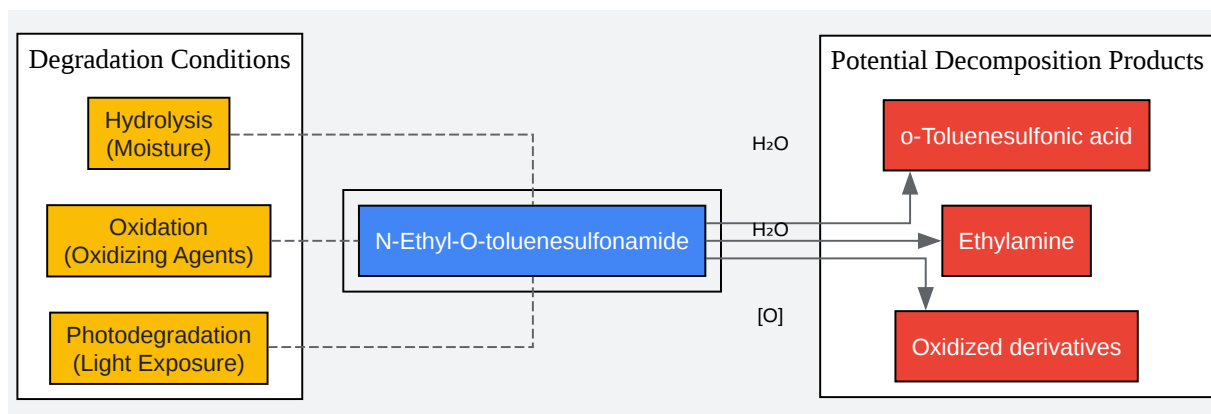 Degradation Conditions
Hydrolysis
(Moisture)
Oxidation
(Oxidizing Agents)
Photodegradation
(Light Exposure)
N-Ethyl-O-toluenesulfonamide
H₂O
H₂O
[O]
Potential Decomposition Products
o-Toluenesulfonic acid
Ethylamine
Oxidized derivatives